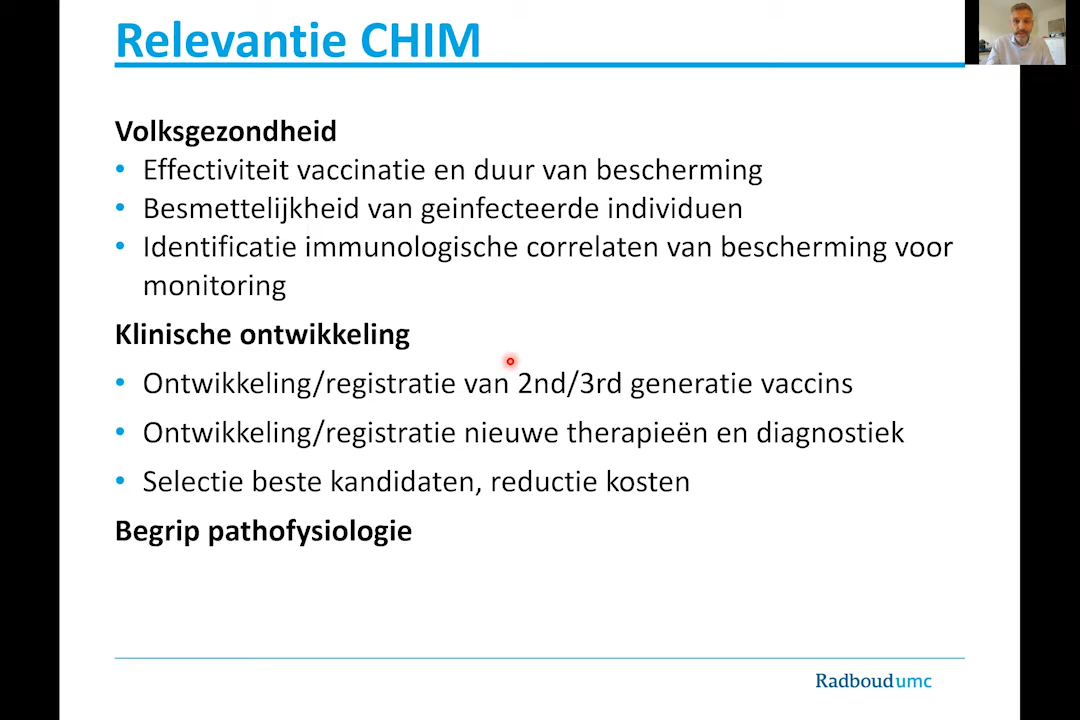 Relevantie CHIM
Volksgezondheid
• Effectiviteit vaccinatie en duur van bescherming
• Besmettelijkheid van geinfecteerde individuen
• Identificatie immunologische correlaten van bescherming voor
monitoring
Klinische ontwikkeling
• Ontwikkeling/registratie van 2nd/3rd generatie vaccins
• Ontwikkeling/registratie nieuwe therapieën en diagnostiek
• Selectie beste kandidaten, reductie kosten
Begrip pathofysiologie
Radboudumc